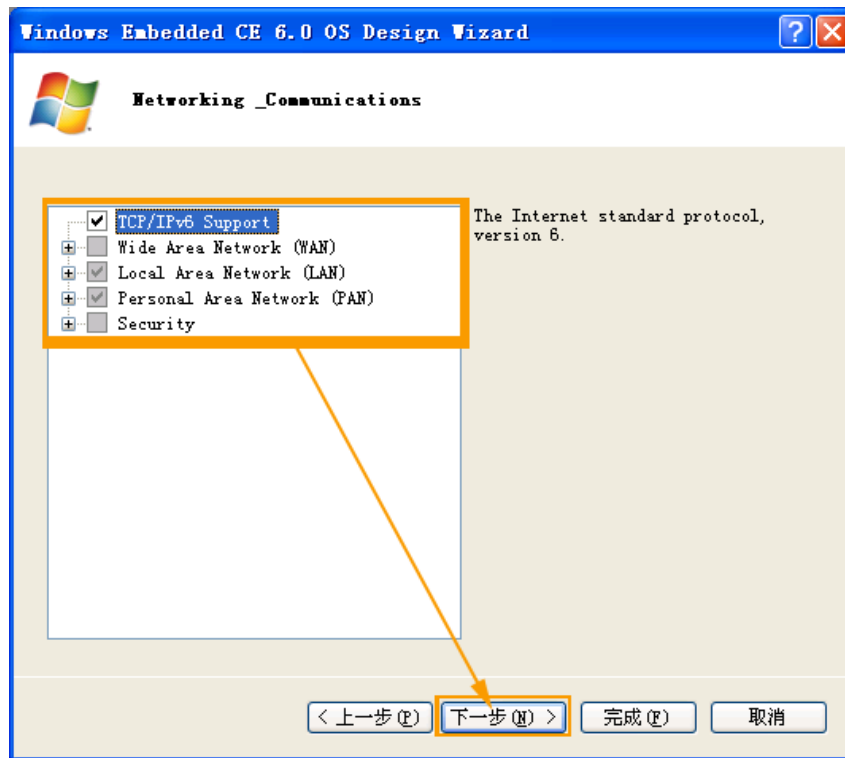 Windows Embedded CE 6.0 OS Design Wizard
Networking _Communications
TCP/IPv6 Support
Wide Area Network (WAN)
Local Area Network (LAN)
Personal Area Network (PAN)
Security
The Internet standard protocol,
version 6.
< 上一步(P) 下一步(N) > 完成(F) 取消